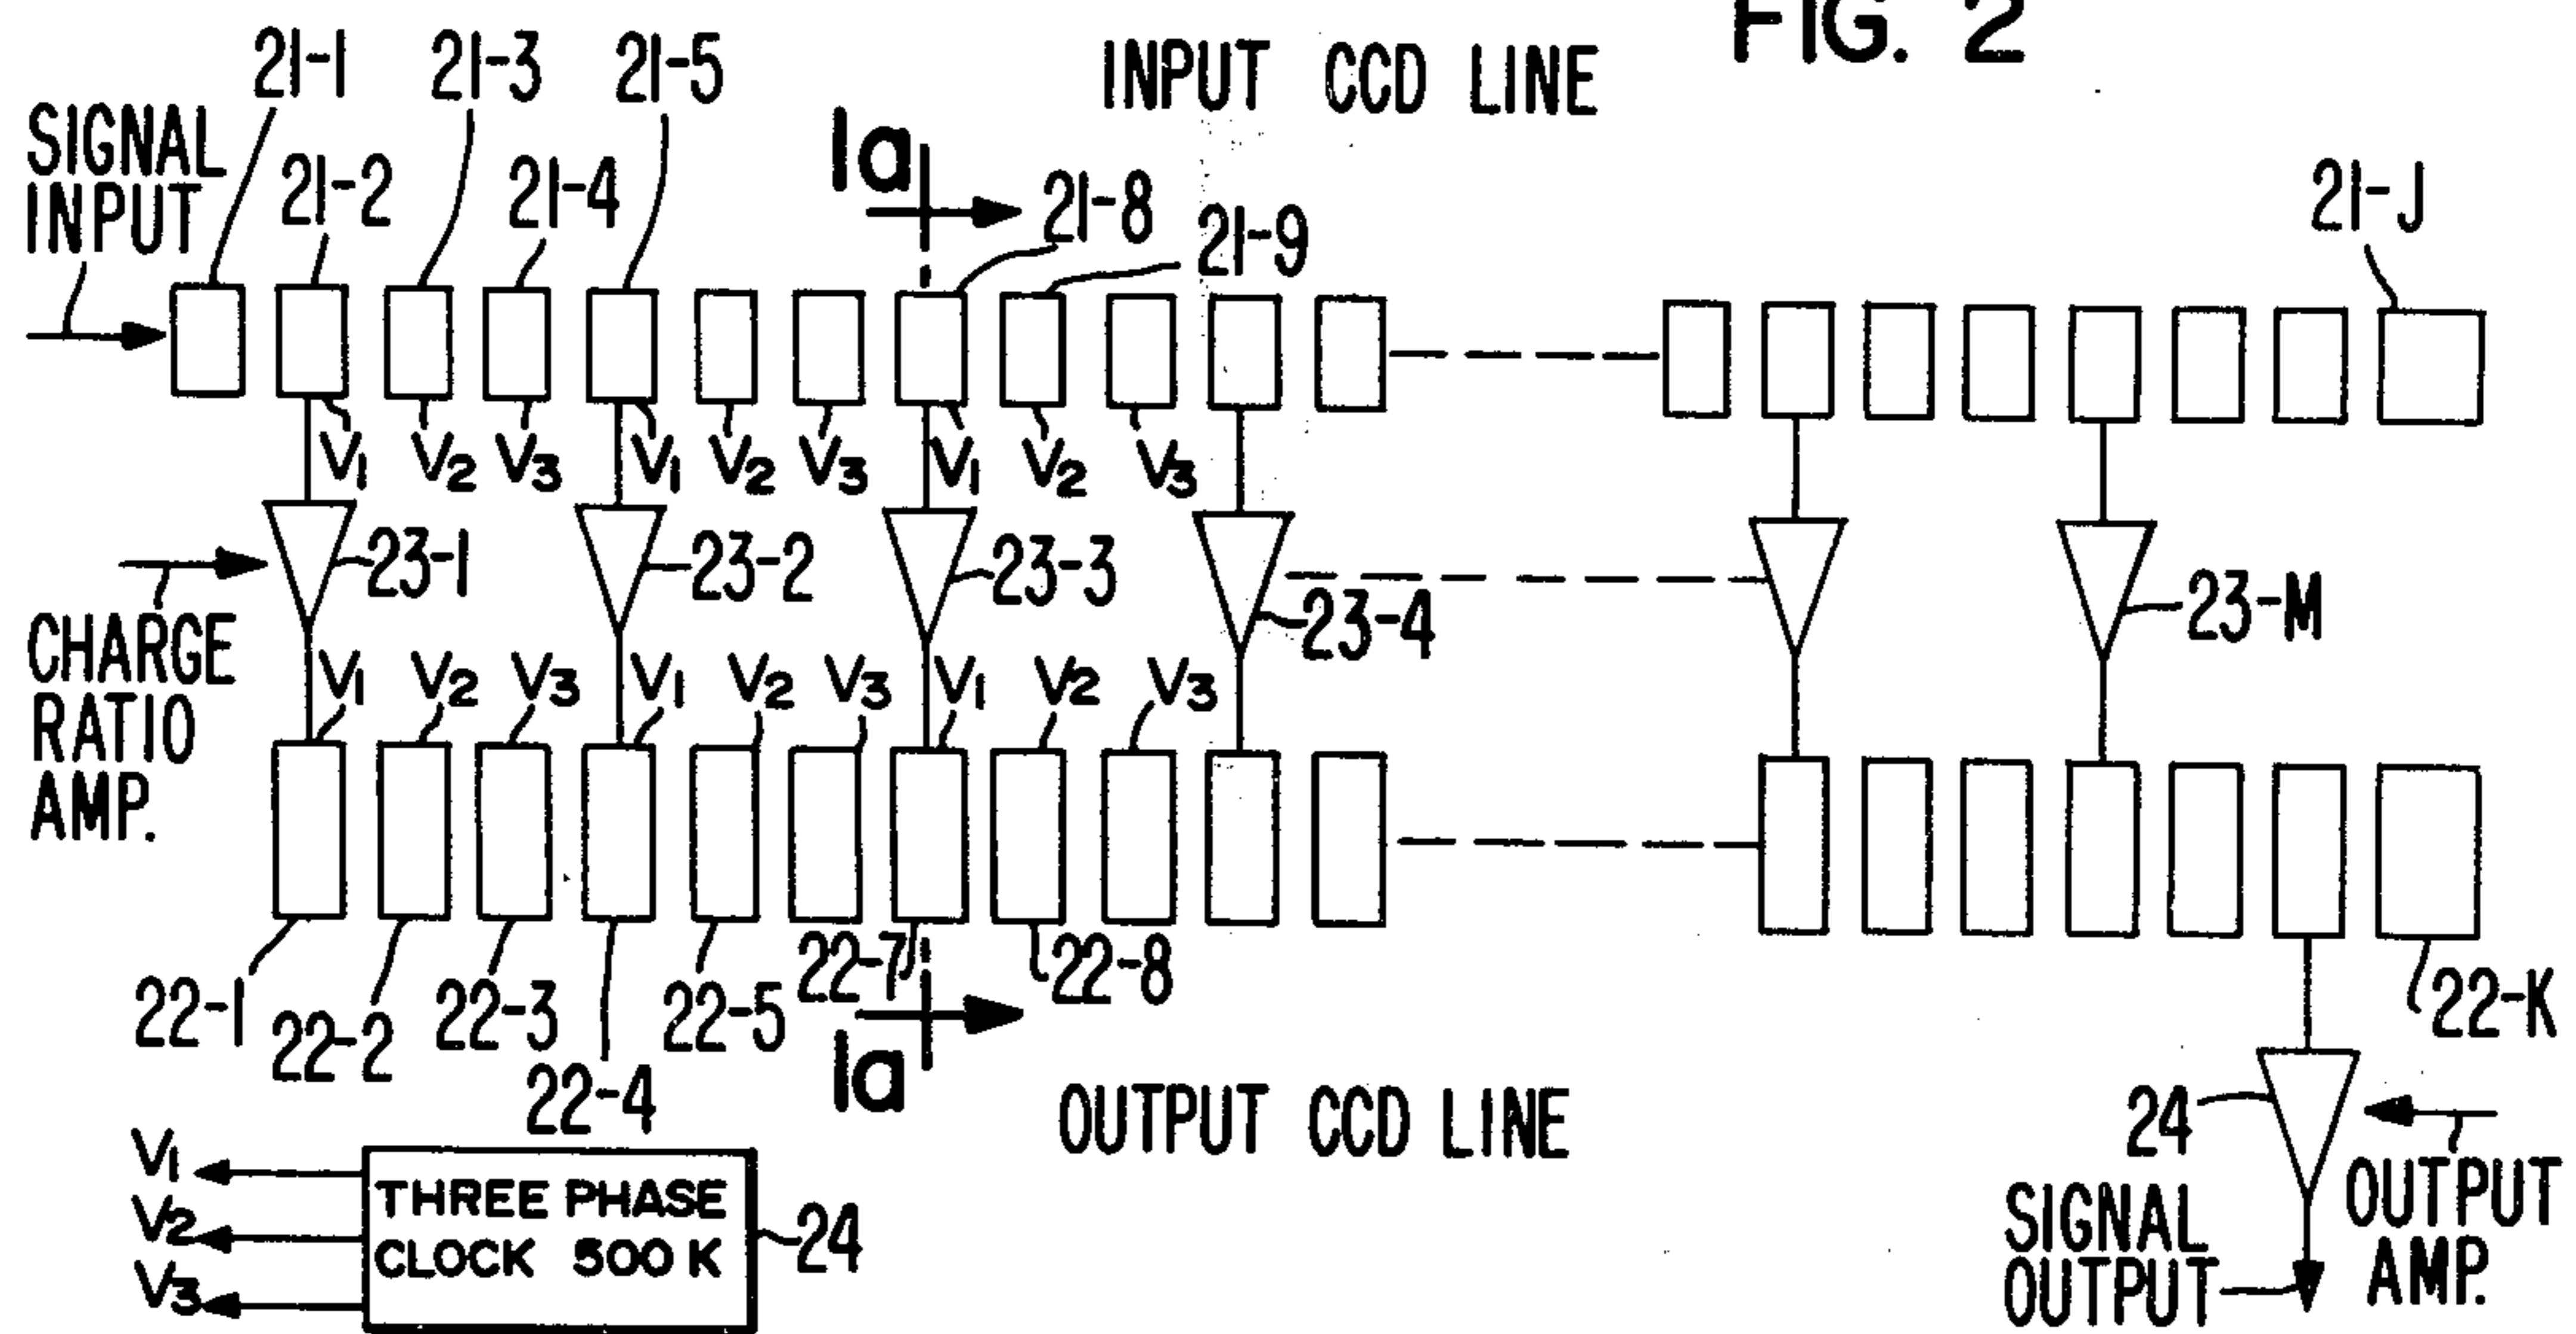 FIG. 2
INPUT CCD LINE
21-1
21-3
21-5
SIGNAL
INPUT
21-2
21-4
1a
21-8
21-9
21-J
V1 V2 V3 V1 V2 V3 V1 V2 V3
23-1
23-2
23-3
23-4
23-M
CHARGE
RATIO
AMP.
V1 V2 V3 V1 V2 V3 V1 V2 V3
22-1
22-2
22-3
22-4
22-5
22-7
22-8
22-K
1a
OUTPUT CCD LINE
24
OUTPUT
AMP.
SIGNAL
OUTPUT
V1
V2
V3
THREE PHASE
CLOCK 500 K
24